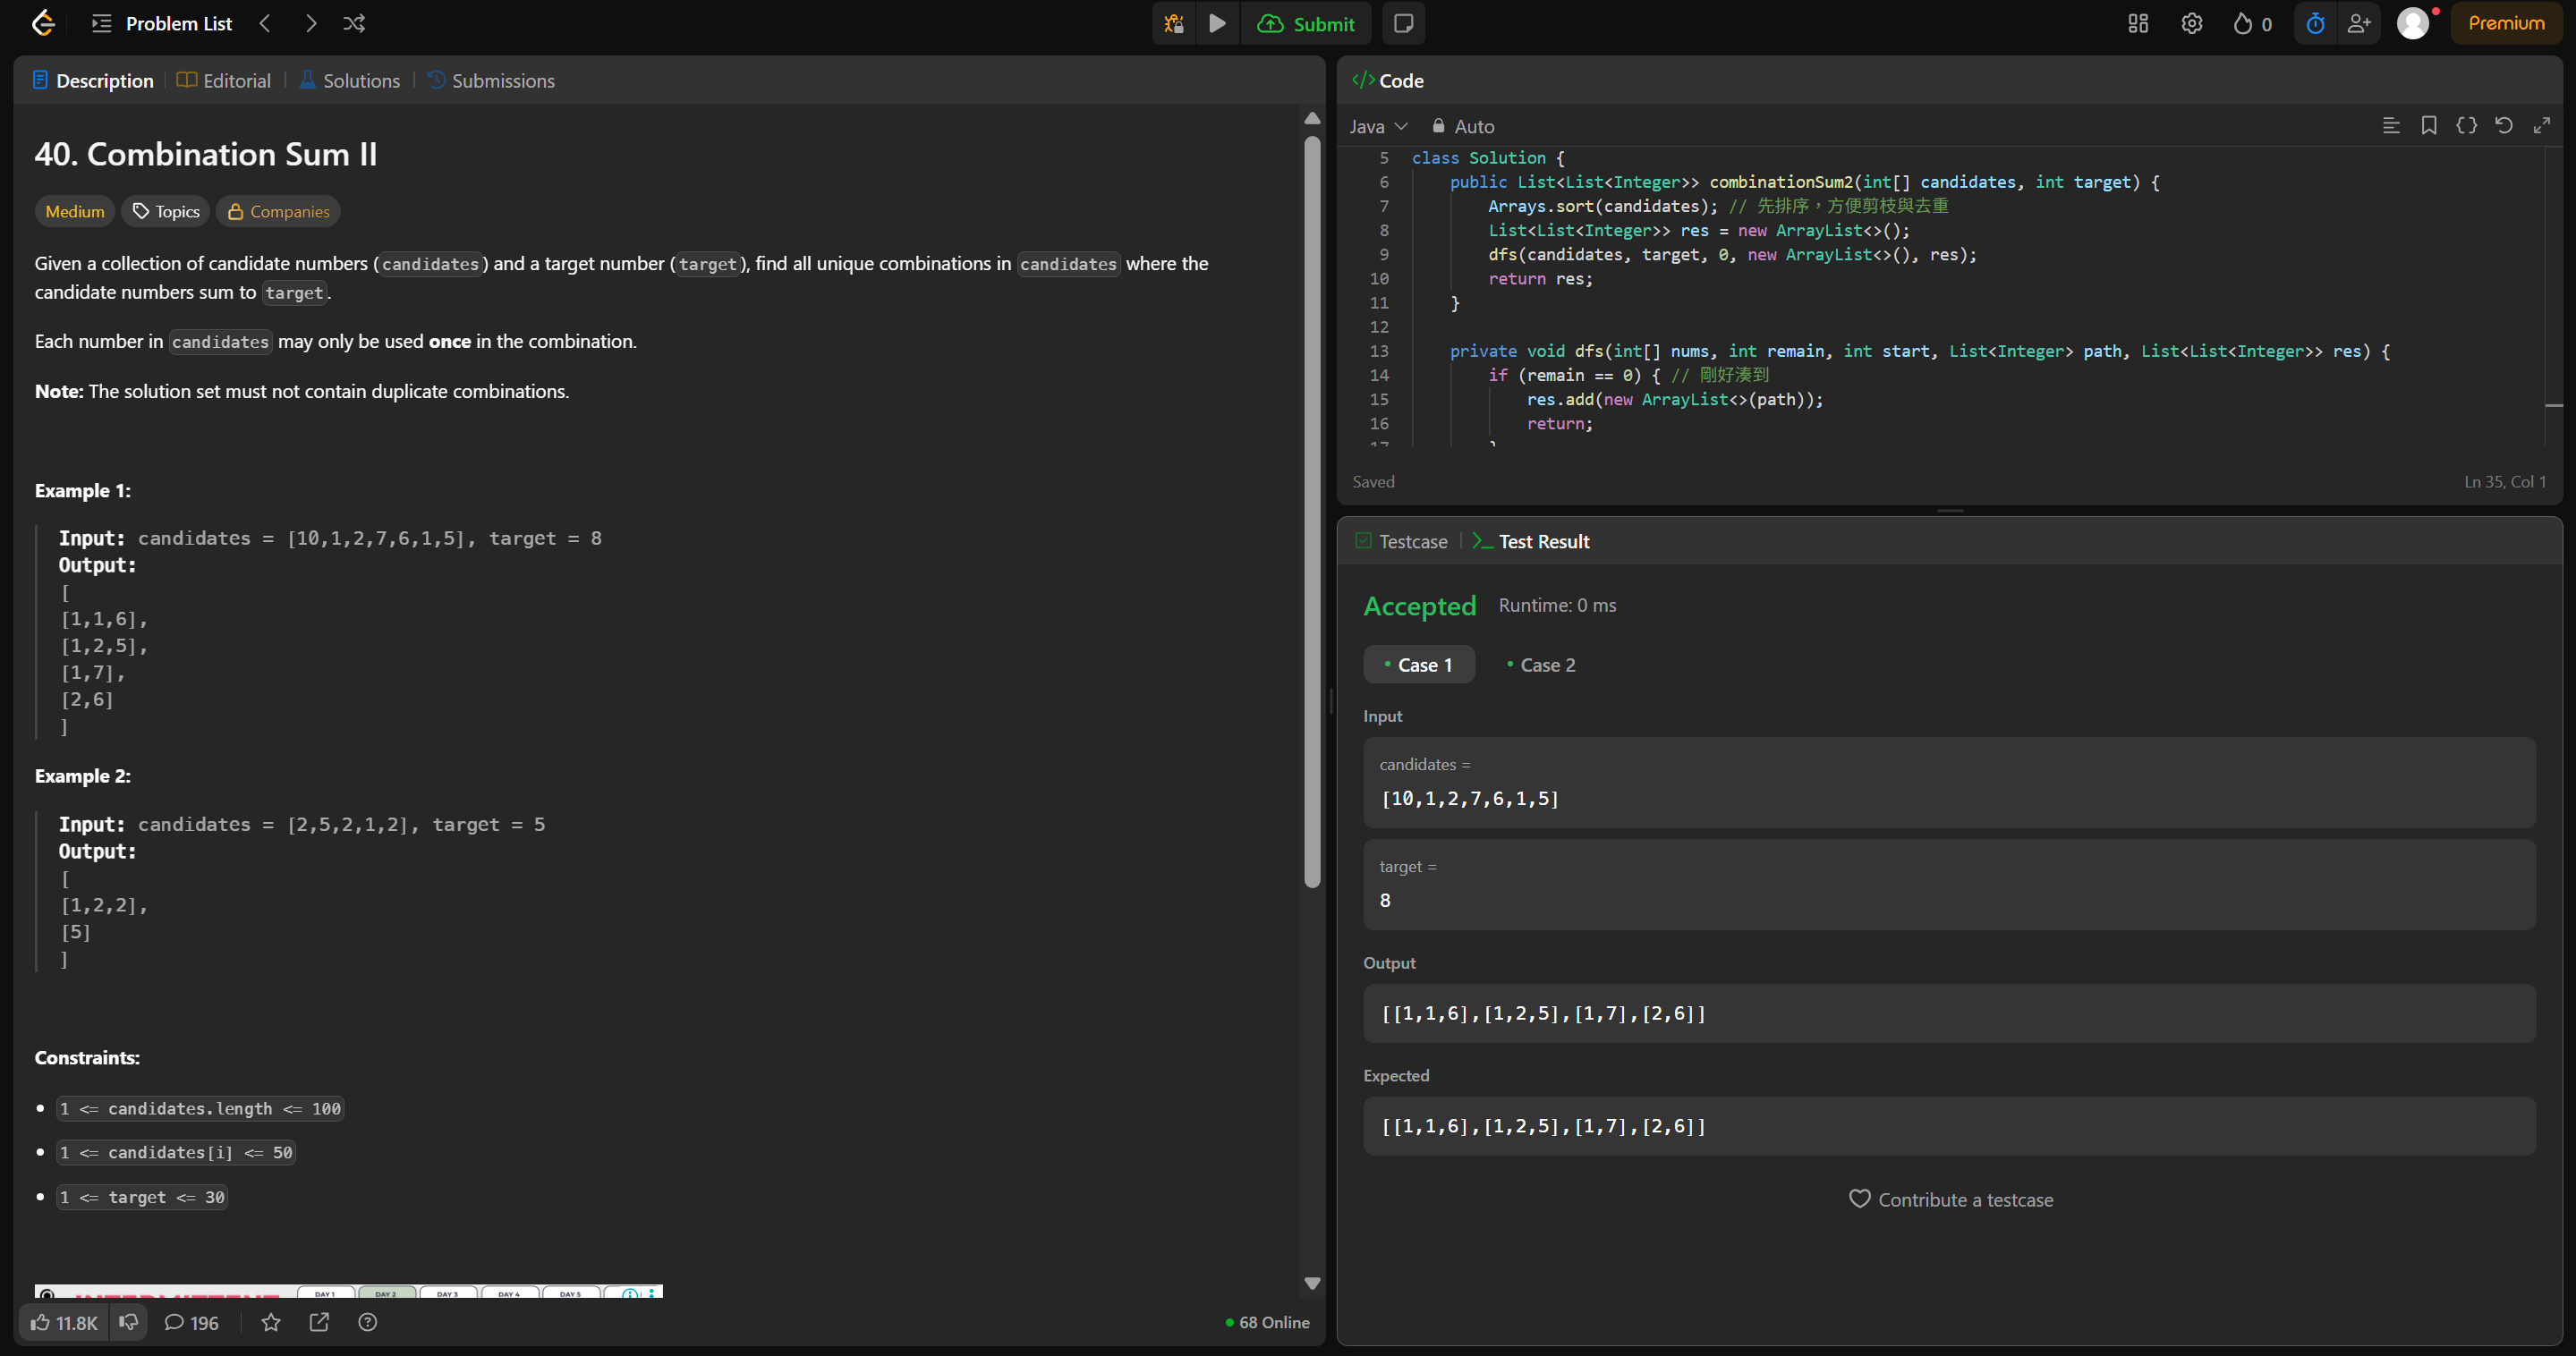 Problem List
Submit
0
Premium
Description
Editorial
Solutions
Submissions
40. Combination Sum II
Medium
Topics
Companies
Given a collection of candidate numbers (candidates) and a target number (target), find all unique combinations in candidates where the
candidate numbers sum to target.
Each number in candidates may only be used once in the combination.
Note: The solution set must not contain duplicate combinations.
Example 1:
Input: candidates = [10,1,2,7,6,1,5], target = 8
Output:
[
[1,1,6],
[1,2,5],
[1,7],
[2,6]
]
Example 2:
Input: candidates = [2,5,2,1,2], target = 5
Output:
[
[1,2,2],
[5]
]
Constraints:
1 <= candidates.length <= 100
1 <= candidates[i] <= 50
1 <= target <= 30
DAY 1 DAY 2 DAY 3 DAY 4 DAY 5
11.8K
196
68 Online
</> Code
Java
Auto
5 class Solution {
6 public List<List<Integer>> combinationSum2(int[] candidates, int target) {
7 Arrays.sort(candidates); // 先排序，方便剪枝與去重
8 List<List<Integer>> res = new ArrayList<>();
9 dfs(candidates, target, 0, new ArrayList<>(), res);
10 return res;
11 }
12
13 private void dfs(int[] nums, int remain, int start, List<Integer> path, List<List<Integer>> res) {
14 if (remain == 0) { // 剛好湊到
15 res.add(new ArrayList<>(path));
16 return;
Saved
Ln 35, Col 1
Testcase
Test Result
Accepted
Runtime: 0 ms
Case 1
Case 2
Input
candidates =
[10,1,2,7,6,1,5]
target =
8
Output
[[1,1,6],[1,2,5],[1,7],[2,6]]
Expected
[[1,1,6],[1,2,5],[1,7],[2,6]]
Contribute a testcase